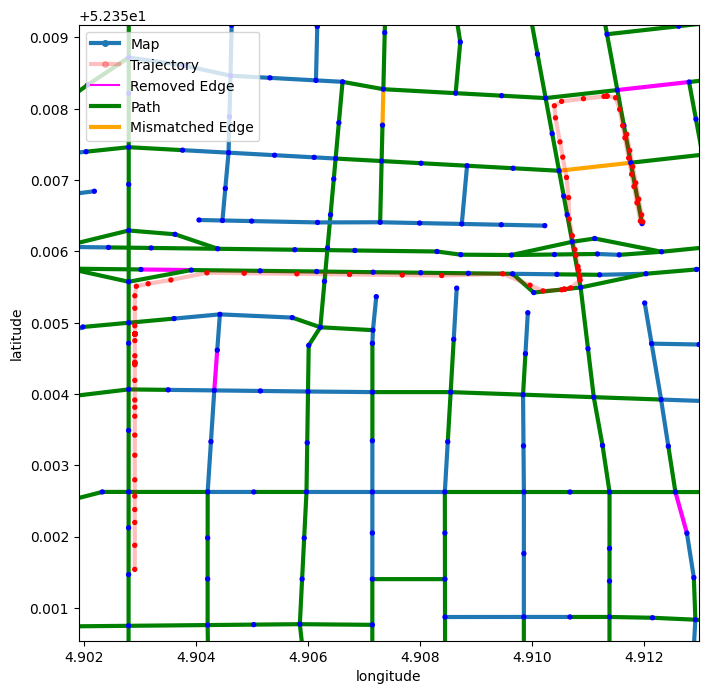 +5.235e1
0.009
0.008
0.007
0.006
0.005
0.004
0.003
0.002
0.001
latitude
Map
Trajectory
Removed Edge
Path
Mismatched Edge
4.902 4.904 4.906 4.908 4.910 4.912
longitude